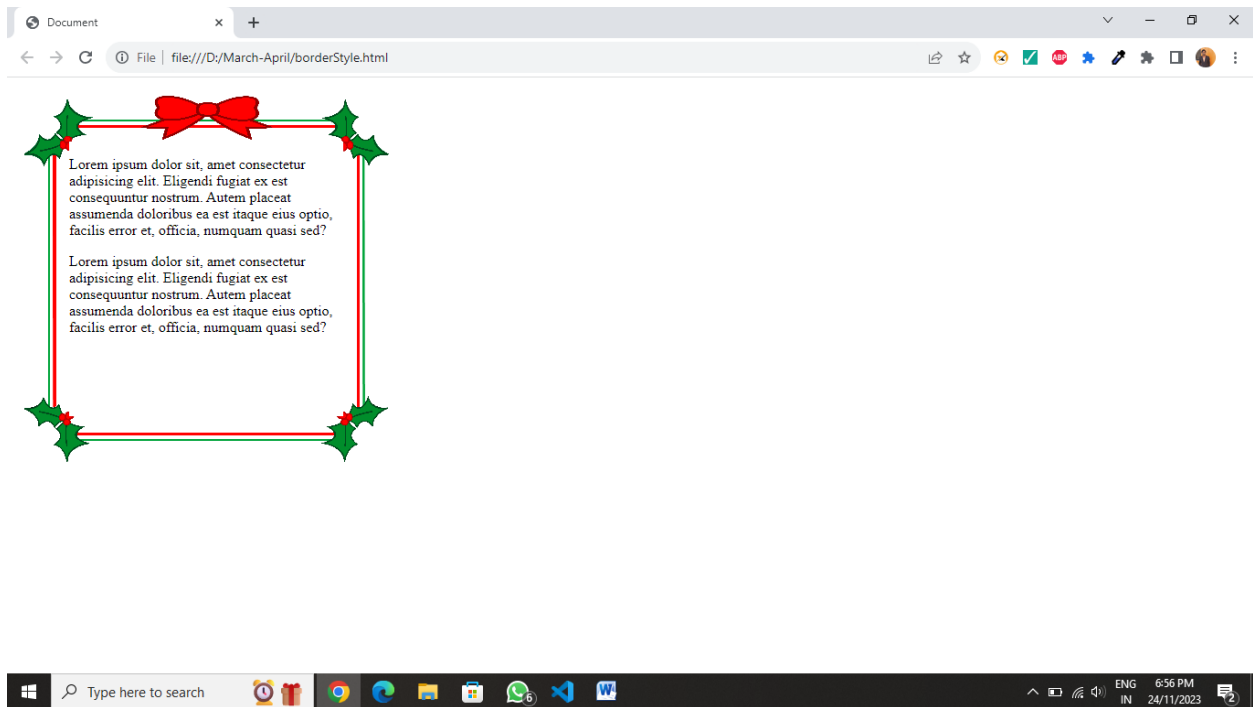 Document
File
file:///D:/March-April/borderStyle.html
ABP
Lorem ipsum dolor sit, amet consectetur
adipisicing elit. Eligendi fugiat ex est
consequuntur nostrum. Autem placeat
assumenda doloribus ea est itaque eius optio,
facilis error et, officia, numquam quasi sed?
Lorem ipsum dolor sit, amet consectetur
adipisicing elit. Eligendi fugiat ex est
consequuntur nostrum. Autem placeat
assumenda doloribus ea est itaque eius optio,
facilis error et, officia, numquam quasi sed?
Type here to search
6
W
ENG
IN
6:56 PM
24/11/2023
2